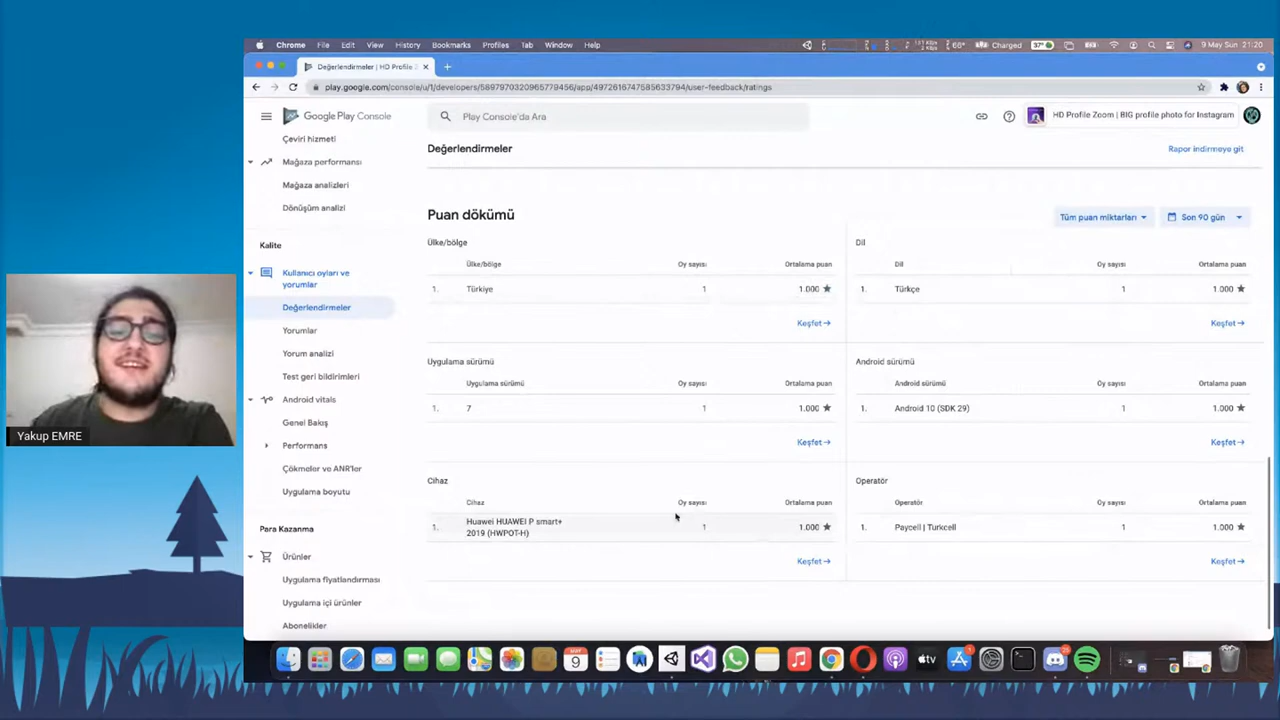 Chrome File Edit View History Bookmarks Profiles Tab Window Help
Charged
9 May Sun 21:20
Değerlendirmeler | HD Profile
play.google.com/console/u/1/developers/5897970320965779456/app/4972616747585633794/user-feedback/ratings
Google Play Console
Play Console'da Ara
HD Profile Zoom | BIG profile photo for Instagram
Çeviri hizmeti
Mağaza performansı
Mağaza analizleri
Dönüşüm analizi
Kalite
Kullanıcı oyları ve
yorumlar
Değerlendirmeler
Yorumlar
Yorum analizi
Test geri bildirimleri
Android vitals
Genel Bakış
Performans
Çökmeler ve ANR'ler
Uygulama boyutu
Para Kazanma
Ürünler
Uygulama fiyatlandırması
Uygulama içi ürünler
Abonelikler
Değerlendirmeler
Rapor indirmeye git
Puan dökümü
Tüm puan miktarları
Son 90 gün
Ülke/bölge
Ülke/bölge Oy sayısı Ortalama puan
1. Türkiye 1 1.000 ★
Keşfet →
Dil
Dil Oy sayısı Ortalama puan
1. Türkçe 1 1.000 ★
Keşfet →
Uygulama sürümü
Uygulama sürümü Oy sayısı Ortalama puan
1. 7 1 1.000 ★
Keşfet →
Android sürümü
Android sürümü Oy sayısı Ortalama puan
1. Android 10 (SDK 29) 1 1.000 ★
Keşfet →
Cihaz
Cihaz Oy sayısı Ortalama puan
1. Huawei HUAWEI P smart+
2019 (HWPOT-H) 1 1.000 ★
Keşfet →
Operatör
Operatör Oy sayısı Ortalama puan
1. Paycell | Turkcell 1 1.000 ★
Keşfet →
Yakup EMRE
MAY
9
tv